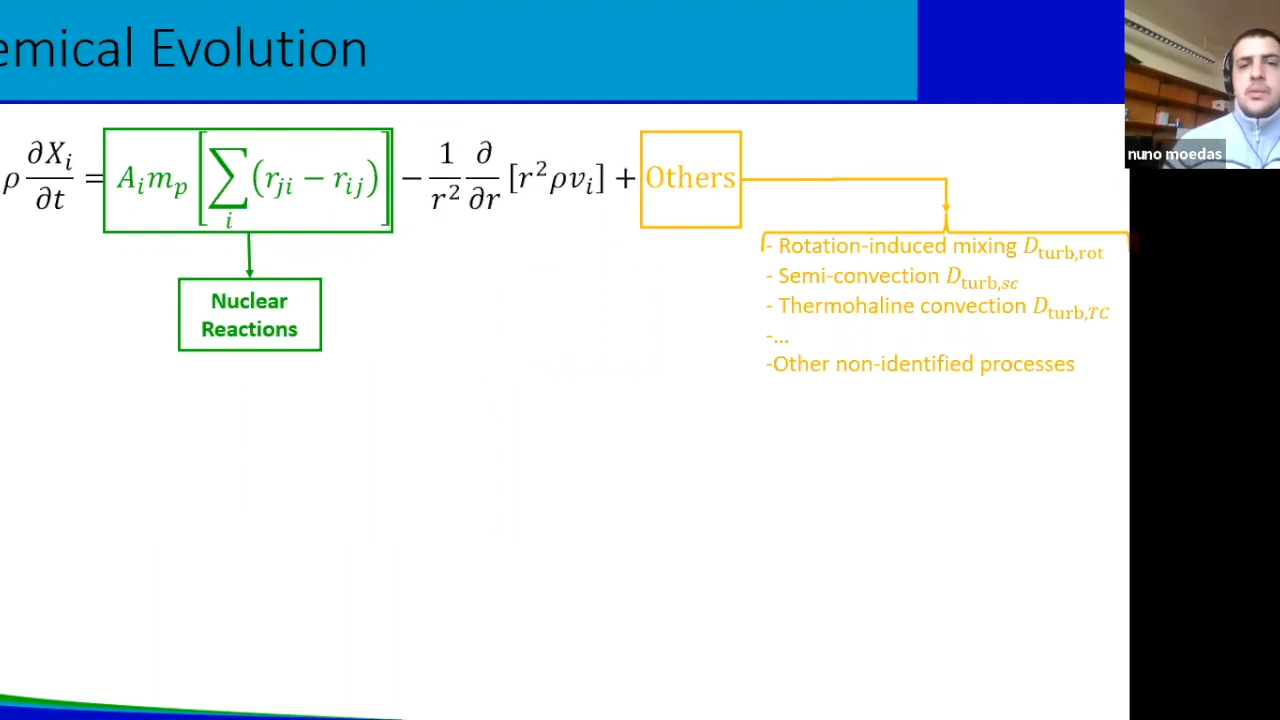 emical Evolution
nuno moedas
ρ ∂X_i/∂t = A_i m_p [∑_i (r_ji − r_ij)] − 1/r² ∂/∂r [r²ρv_i] + Others
Nuclear
Reactions
- Rotation-induced mixing D_turb,rot
- Semi-convection D_turb,sc
- Thermohaline convection D_turb,TC
-...
-Other non-identified processes